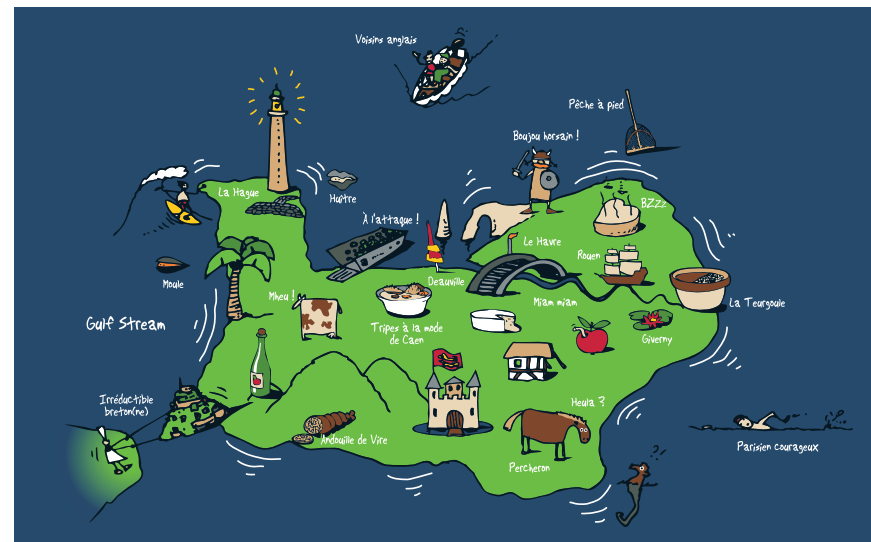 Voisins anglais
Pêche à pied
Boujou horsain !
La Hague
Huître
BZzz
À l'attaque !
Le Havre
Rouen
Moule
Deauville
Mheu !
Miam miam
La Teurgoule
Gulf Stream
Tripes à la mode
de Caen
Giverny
Irréductible
breton(ne)
Heula ?
Andouille de Vire
Parisien courageux
?!
Percheron